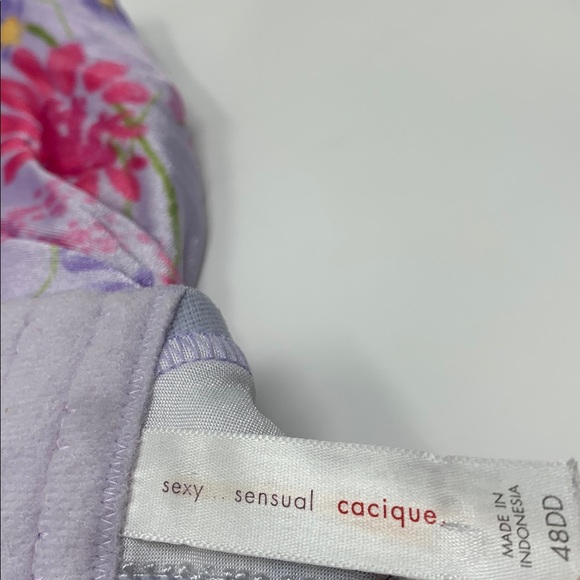 sexy .. sensual cacique.
MADE IN
INDONESIA
48DD